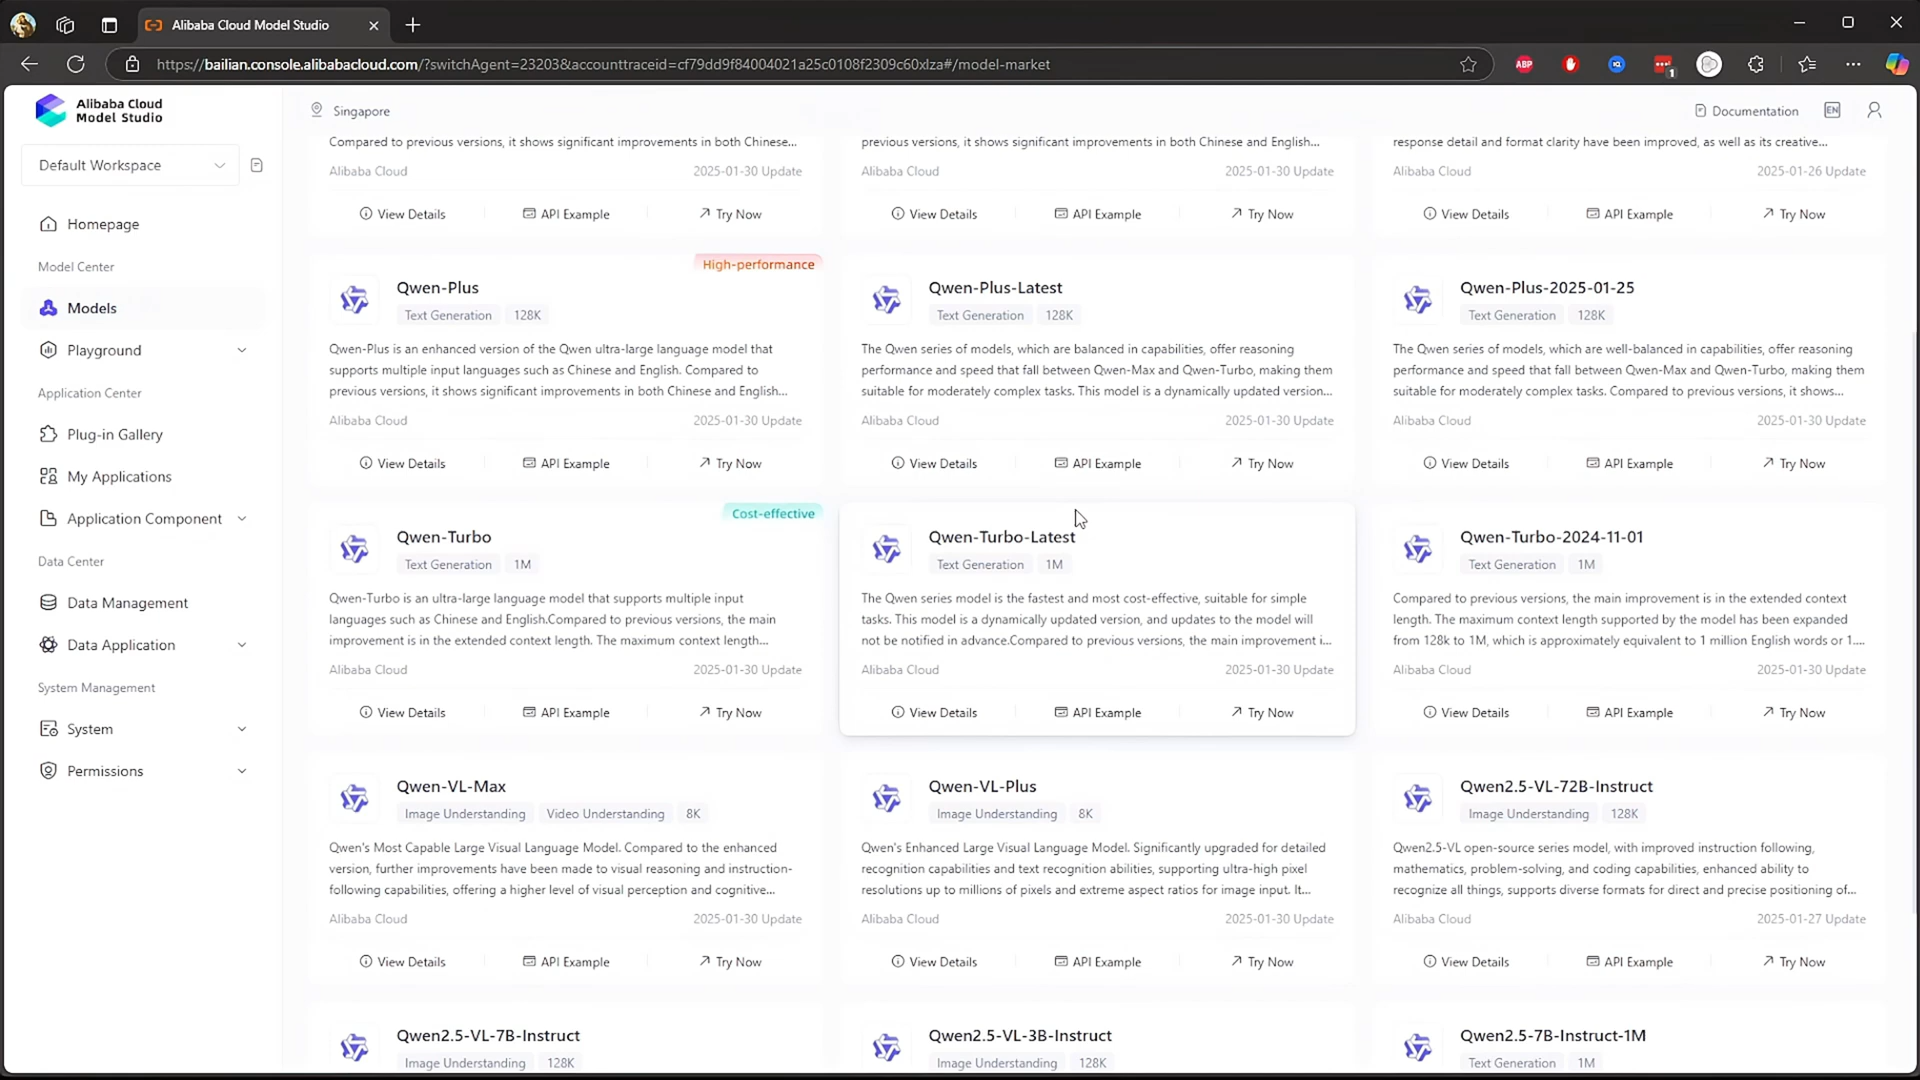 Alibaba Cloud Model Studio
https://bailian.console.alibabacloud.com/?switchAgent=23203&accounttraceid=cf79dd9f84004021a25c0108f2309c60xlza#/model-market
ABP
1
Alibaba Cloud
Model Studio
Singapore
Documentation
EN
Default Workspace
Homepage
Model Center
Models
Playground
Application Center
Plug-in Gallery
My Applications
Application Component
Data Center
Data Management
Data Application
System Management
System
Permissions
Compared to previous versions, it shows significant improvements in both Chinese...
Alibaba Cloud
2025-01-30 Update
View Details
API Example
Try Now
previous versions, it shows significant improvements in both Chinese and English...
Alibaba Cloud
2025-01-30 Update
View Details
API Example
Try Now
response detail and format clarity have been improved, as well as its creative...
Alibaba Cloud
2025-01-26 Update
View Details
API Example
Try Now
High-performance
Qwen-Plus
Text Generation
128K
Qwen-Plus is an enhanced version of the Qwen ultra-large language model that
supports multiple input languages such as Chinese and English. Compared to
previous versions, it shows significant improvements in both Chinese and English...
Alibaba Cloud
2025-01-30 Update
View Details
API Example
Try Now
Qwen-Plus-Latest
Text Generation
128K
The Qwen series of models, which are balanced in capabilities, offer reasoning
performance and speed that fall between Qwen-Max and Qwen-Turbo, making them
suitable for moderately complex tasks. This model is a dynamically updated version...
Alibaba Cloud
2025-01-30 Update
View Details
API Example
Try Now
Qwen-Plus-2025-01-25
Text Generation
128K
The Qwen series of models, which are well-balanced in capabilities, offer reasoning
performance and speed that fall between Qwen-Max and Qwen-Turbo, making them
suitable for moderately complex tasks. Compared to previous versions, it shows...
Alibaba Cloud
2025-01-30 Update
View Details
API Example
Try Now
Cost-effective
Qwen-Turbo
Text Generation
1M
Qwen-Turbo is an ultra-large language model that supports multiple input
languages such as Chinese and English.Compared to previous versions, the main
improvement is in the extended context length. The maximum context length...
Alibaba Cloud
2025-01-30 Update
View Details
API Example
Try Now
Qwen-Turbo-Latest
Text Generation
1M
The Qwen series model is the fastest and most cost-effective, suitable for simple
tasks. This model is a dynamically updated version, and updates to the model will
not be notified in advance.Compared to previous versions, the main improvement i...
Alibaba Cloud
2025-01-30 Update
View Details
API Example
Try Now
Qwen-Turbo-2024-11-01
Text Generation
1M
Compared to previous versions, the main improvement is in the extended context
length. The maximum context length supported by the model has been expanded
from 128k to 1M, which is approximately equivalent to 1 million English words or 1....
Alibaba Cloud
2025-01-30 Update
View Details
API Example
Try Now
Qwen-VL-Max
Image Understanding
Video Understanding
8K
Qwen's Most Capable Large Visual Language Model. Compared to the enhanced
version, further improvements have been made to visual reasoning and instruction-
following capabilities, offering a higher level of visual perception and cognitive...
Alibaba Cloud
2025-01-30 Update
View Details
API Example
Try Now
Qwen-VL-Plus
Image Understanding
8K
Qwen's Enhanced Large Visual Language Model. Significantly upgraded for detailed
recognition capabilities and text recognition abilities, supporting ultra-high pixel
resolutions up to millions of pixels and extreme aspect ratios for image input. It...
Alibaba Cloud
2025-01-30 Update
View Details
API Example
Try Now
Qwen2.5-VL-72B-Instruct
Image Understanding
128K
Qwen2.5-VL open-source series model, with improved instruction following,
mathematics, problem-solving, and coding capabilities, enhanced ability to
recognize all things, supports diverse formats for direct and precise positioning of...
Alibaba Cloud
2025-01-27 Update
View Details
API Example
Try Now
Qwen2.5-VL-7B-Instruct
Image Understanding
128K
Qwen2.5-VL-3B-Instruct
Image Understanding
128K
Qwen2.5-7B-Instruct-1M
Text Generation
1M